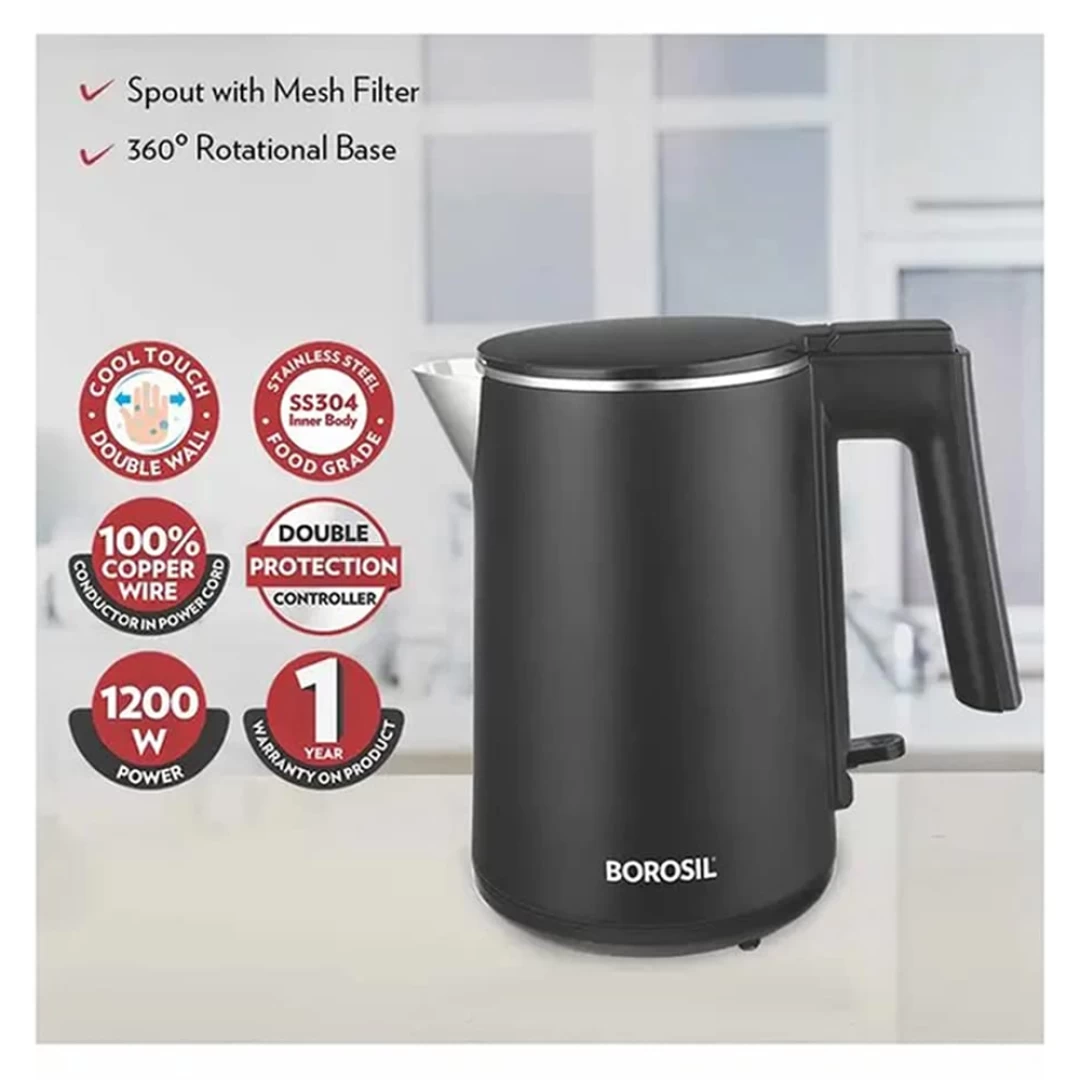 Spout with Mesh Filter
360° Rotational Base
COOL TOUCH
DOUBLE WALL
STAINLESS STEEL
SS304
Inner Body
FOOD GRADE
100%
COPPER
WIRE
CONDUCTOR IN POWER CORD
DOUBLE
PROTECTION
CONTROLLER
1200
W
POWER
1
YEAR
WARRANTY ON PRODUCT
BOROSIL